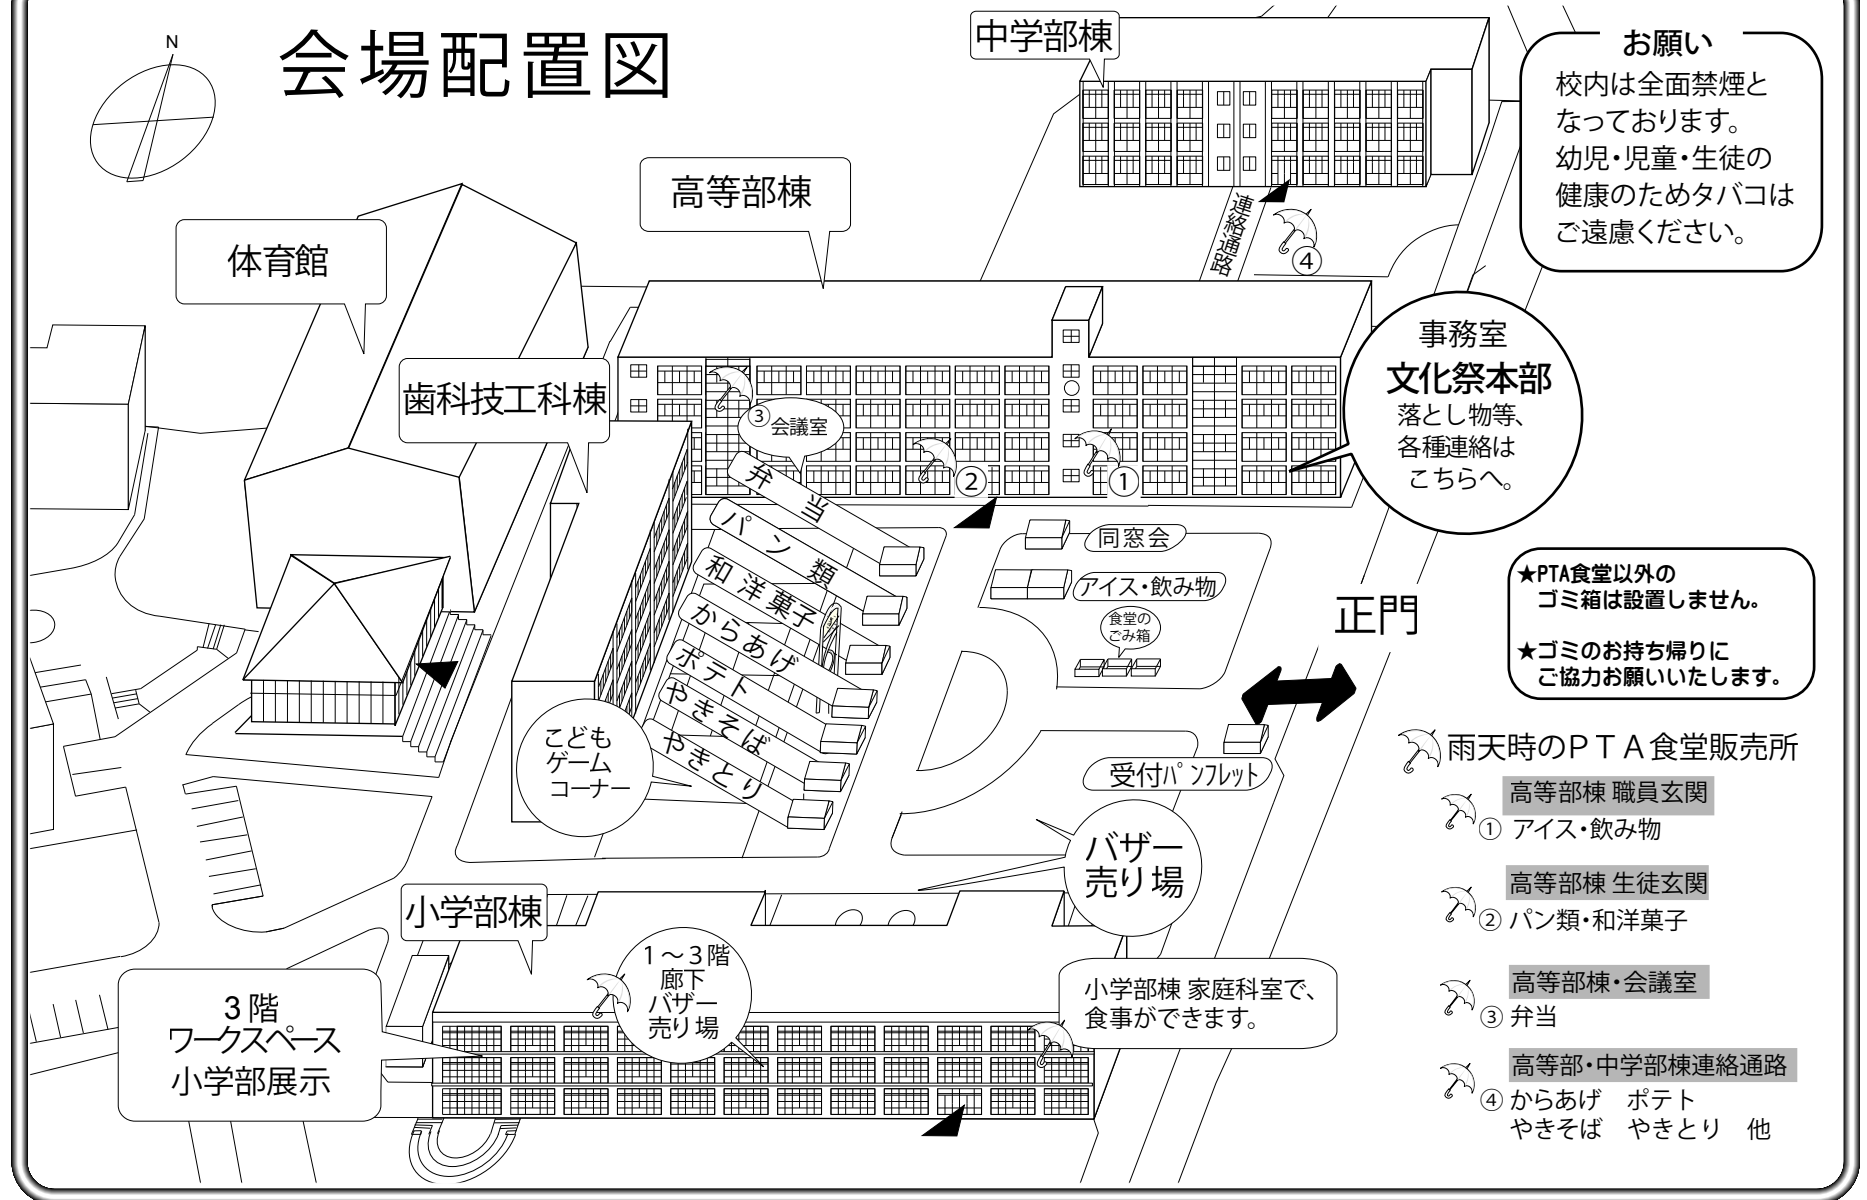 N
会場配置図
中学部棟
お願い
校内は全面禁煙と
なっております。
幼児・児童・生徒の
健康のためタバコは
ご遠慮ください。
高等部棟
体育館
連絡通路
④
歯科技工科棟
事務室
文化祭本部
落とし物等、
各種連絡は
こちらへ。
③
会議室
②
①
弁当
パン類
和洋菓子
からあげ
ポテト
やきそば
やきとり
同窓会
アイス・飲み物
食堂の
ごみ箱
正門
★PTA食堂以外の
ゴミ箱は設置しません。
★ゴミのお持ち帰りに
ご協力お願いいたします。
こども
ゲーム
コーナー
受付パンフレット
バザー
売り場
雨天時のPTA食堂販売所
高等部棟 職員玄関
① アイス・飲み物
高等部棟 生徒玄関
② パン類・和洋菓子
高等部棟・会議室
③ 弁当
高等部・中学部棟連絡通路
④ からあげ ポテト
やきそば やきとり 他
小学部棟
1～3階
廊下
バザー
売り場
小学部棟 家庭科室で、
食事ができます。
3階
ワークスペース
小学部展示